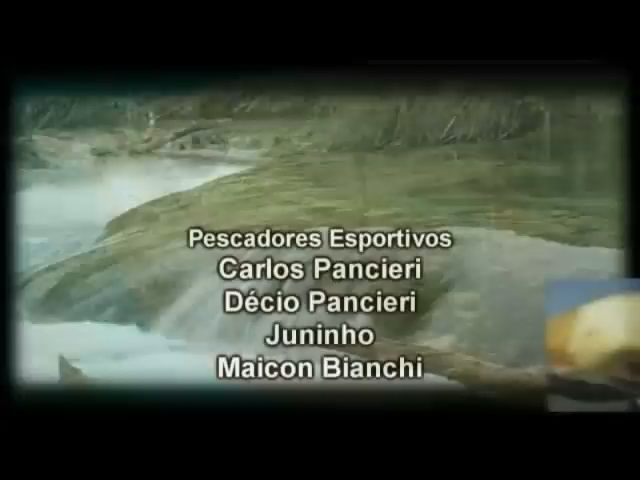 Pescadores Esportivos
Carlos Pancieri
Décio Pancieri
Juninho
Maicon Bianchi